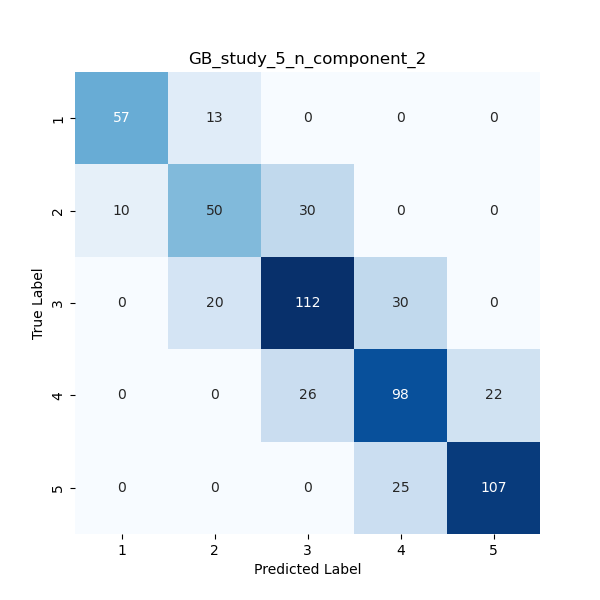 GB_study_5_n_component_2
True Label
1 57 13 0 0 0
2 10 50 30 0 0
3 0 20 112 30 0
4 0 0 26 98 22
5 0 0 0 25 107
1 2 3 4 5
Predicted Label